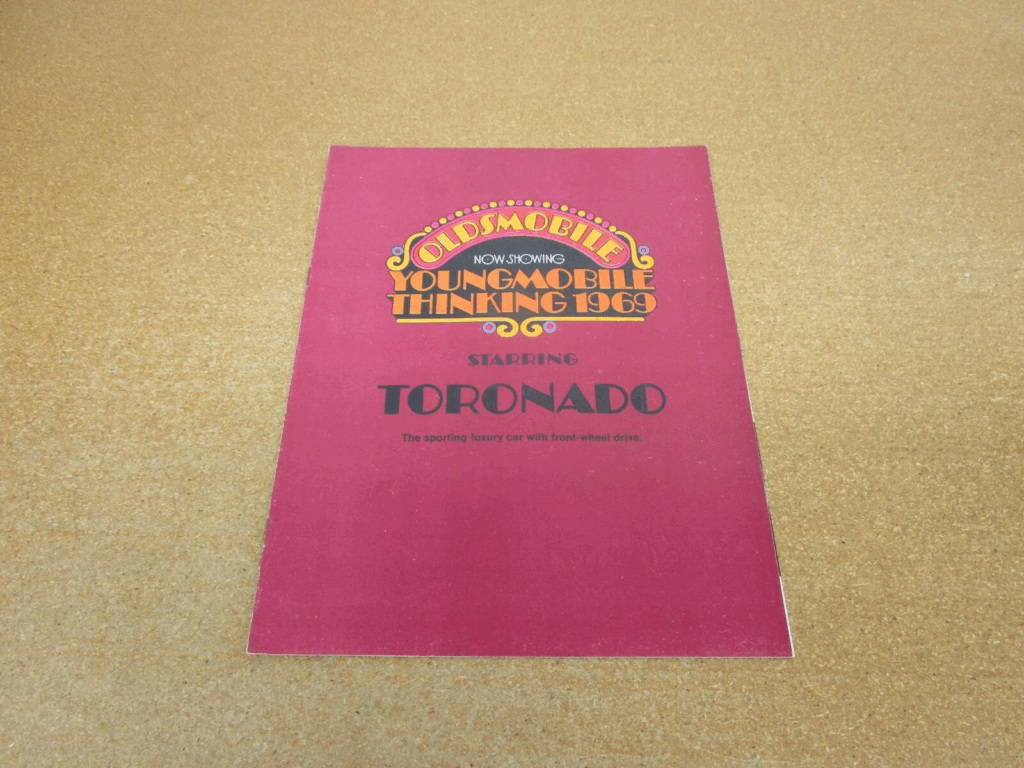 OLDSMOBILE
NOW SHOWING
YOUNGMOBILE
THINKING 1969
STARRING
TORONADO
The sporting luxury car with front-wheel drive.